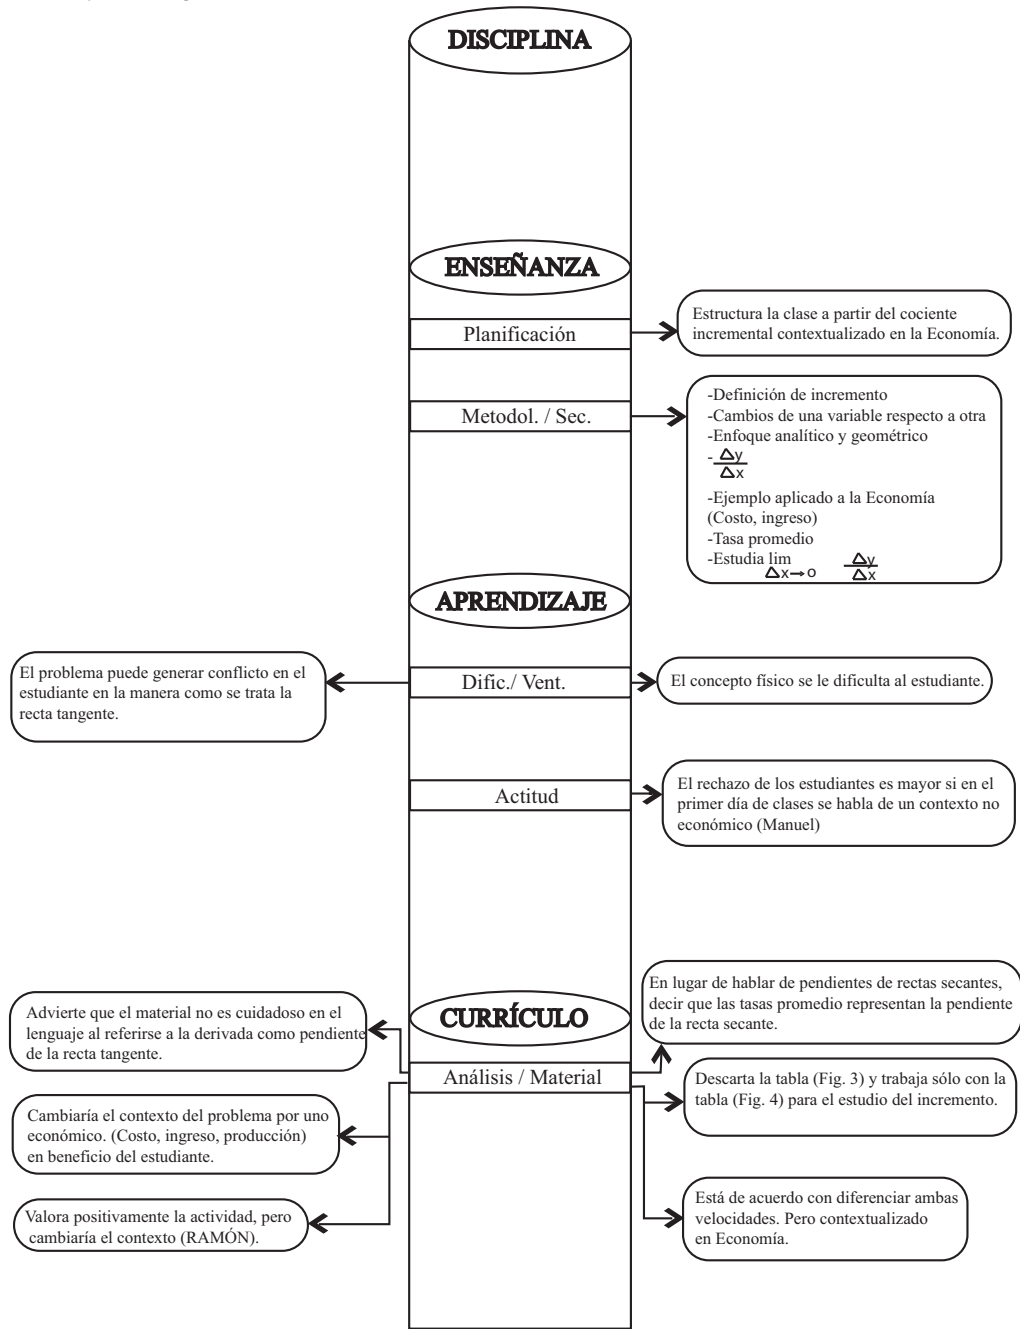 DISCIPLINA
ENSEÑANZA
Planificación
Estructura la clase a partir del cociente
incremental contextualizado en la Economía.
Metodol. / Sec.
-Definición de incremento
-Cambios de una variable respecto a otra
-Enfoque analítico y geométrico
- △y
△x
-Ejemplo aplicado a la Economía
(Costo, ingreso)
-Tasa promedio
-Estudia lim △y
△x→o △x
APRENDIZAJE
El problema puede generar conflicto en el
estudiante en la manera como se trata la
recta tangente.
Dific./ Vent.
El concepto físico se le dificulta al estudiante.
Actitud
El rechazo de los estudiantes es mayor si en el
primer día de clases se habla de un contexto no
económico (Manuel)
CURRÍCULO
En lugar de hablar de pendientes de rectas secantes,
decir que las tasas promedio representan la pendiente
de la recta secante.
Advierte que el material no es cuidadoso en el
lenguaje al referirse a la derivada como pendiente
de la recta tangente.
Análisis / Material
Descarta la tabla (Fig. 3) y trabaja sólo con la
tabla (Fig. 4) para el estudio del incremento.
Cambiaría el contexto del problema por uno
económico. (Costo, ingreso, producción)
en beneficio del estudiante.
Está de acuerdo con diferenciar ambas
velocidades. Pero contextualizado
en Economía.
Valora positivamente la actividad, pero
cambiaría el contexto (RAMÓN).